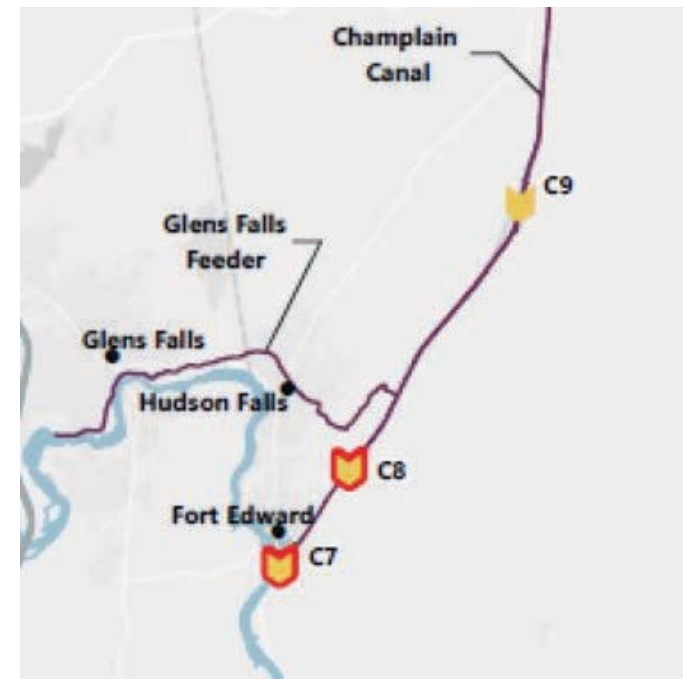 Champlain
Canal
C9
Glens Falls
Feeder
Glens Falls
Hudson Falls
C8
Fort Edward
C7